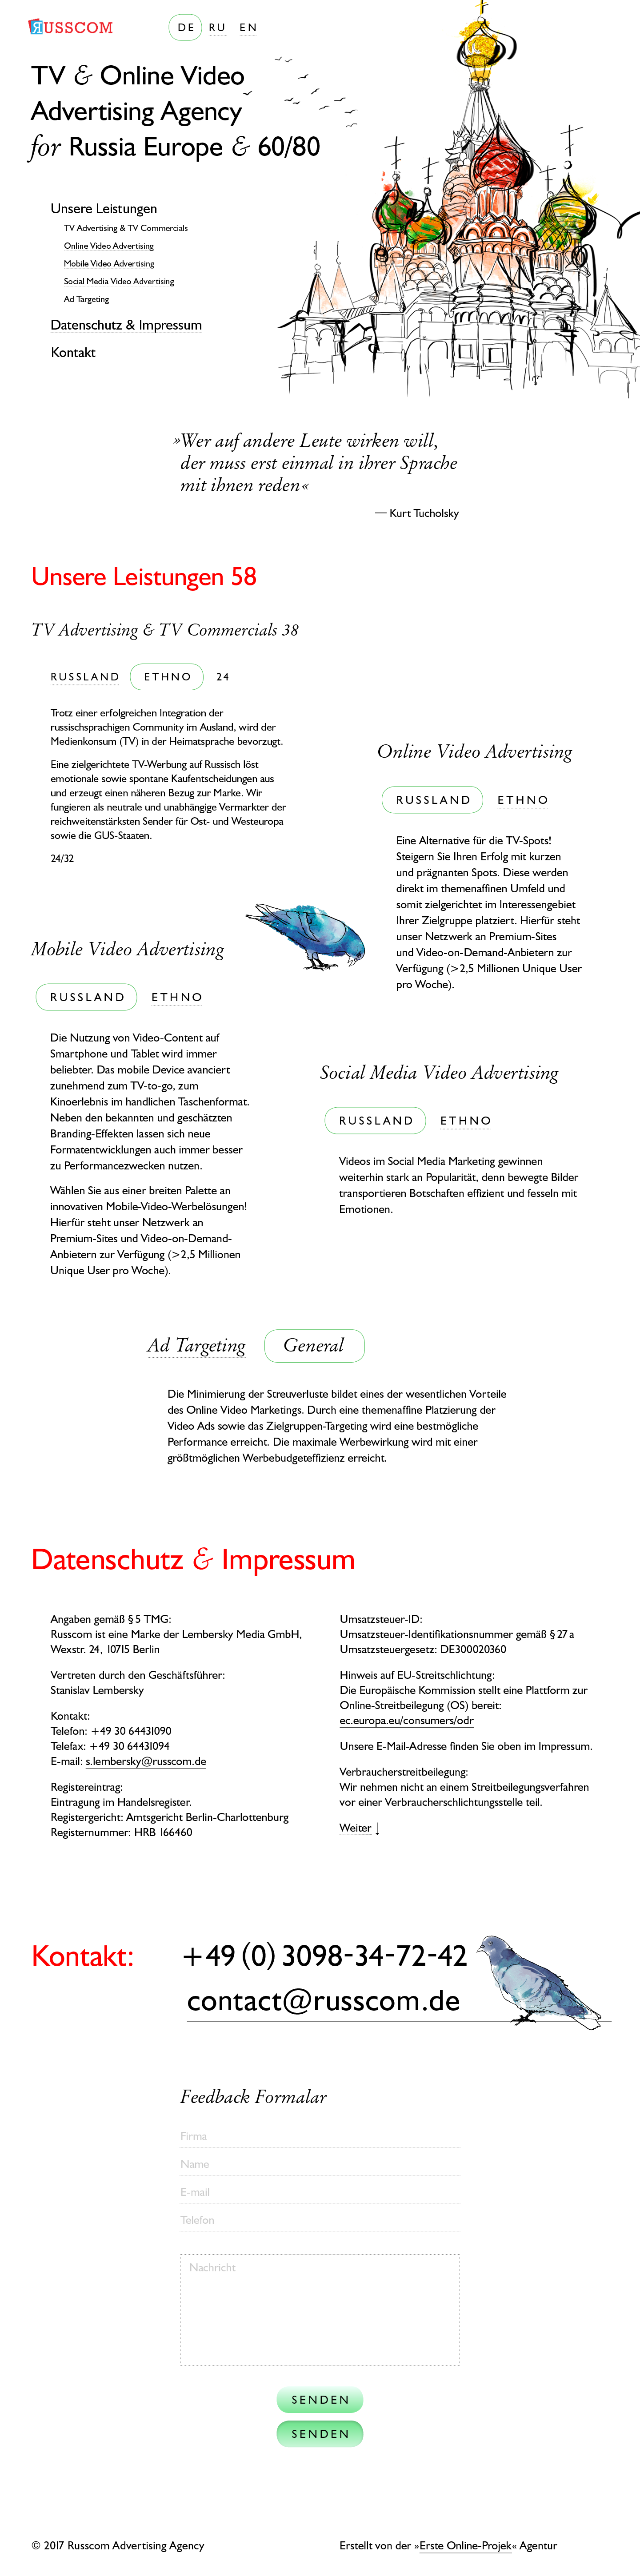 ЯUSSCOM
DE RU EN
TV & Online Video
Advertising Agency
for Russia Europe & 60/80
Unsere Leistungen
TV Advertising & TV Commercials
Online Video Advertising
Mobile Video Advertising
Social Media Video Advertising
Ad Targeting
Datenschutz & Impressum
Kontakt
»Wer auf andere Leute wirken will,
der muss erst einmal in ihrer Sprache
mit ihnen reden«
— Kurt Tucholsky
Unsere Leistungen 58
TV Advertising & TV Commercials 38
RUSSLAND ETHNO 24
Trotz einer erfolgreichen Integration der
russischsprachigen Community im Ausland, wird der
Medienkonsum (TV) in der Heimatsprache bevorzugt.
Eine zielgerichtete TV-Werbung auf Russisch löst
emotionale sowie spontane Kaufentscheidungen aus
und erzeugt einen näheren Bezug zur Marke. Wir
fungieren als neutrale und unabhängige Vermarkter der
reichweitenstärksten Sender für Ost- und Westeuropa
sowie die GUS-Staaten.
24/32
Online Video Advertising
RUSSLAND ETHNO
Eine Alternative für die TV-Spots!
Steigern Sie Ihren Erfolg mit kurzen
und prägnanten Spots. Diese werden
direkt im themenaffinen Umfeld und
somit zielgerichtet im Interessengebiet
Ihrer Zielgruppe platziert. Hierfür steht
unser Netzwerk an Premium-Sites
und Video-on-Demand-Anbietern zur
Verfügung (>2,5 Millionen Unique User
pro Woche).
Mobile Video Advertising
RUSSLAND ETHNO
Die Nutzung von Video-Content auf
Smartphone und Tablet wird immer
beliebter. Das mobile Device avanciert
zunehmend zum TV-to-go, zum
Kinoerlebnis im handlichen Taschenformat.
Neben den bekannten und geschätzten
Branding-Effekten lassen sich neue
Formatentwicklungen auch immer besser
zu Performancezwecken nutzen.
Wählen Sie aus einer breiten Palette an
innovativen Mobile-Video-Werbelösungen!
Hierfür steht unser Netzwerk an
Premium-Sites und Video-on-Demand-
Anbietern zur Verfügung (>2,5 Millionen
Unique User pro Woche).
Social Media Video Advertising
RUSSLAND ETHNO
Videos im Social Media Marketing gewinnen
weiterhin stark an Popularität, denn bewegte Bilder
transportieren Botschaften effizient und fesseln mit
Emotionen.
Ad Targeting General
Die Minimierung der Streuverluste bildet eines der wesentlichen Vorteile
des Online Video Marketings. Durch eine themenaffine Platzierung der
Video Ads sowie das Zielgruppen-Targeting wird eine bestmögliche
Performance erreicht. Die maximale Werbewirkung wird mit einer
größtmöglichen Werbebudgeteffizienz erreicht.
Datenschutz & Impressum
Angaben gemäß § 5 TMG:
Russcom ist eine Marke der Lembersky Media GmbH,
Wexstr. 24, 10715 Berlin
Vertreten durch den Geschäftsführer:
Stanislav Lembersky
Kontakt:
Telefon: +49 30 64431090
Telefax: +49 30 64431094
E-mail: s.lembersky@russcom.de
Registereintrag:
Eintragung im Handelsregister.
Registergericht: Amtsgericht Berlin-Charlottenburg
Registernummer: HRB 166460
Umsatzsteuer-ID:
Umsatzsteuer-Identifikationsnummer gemäß § 27 a
Umsatzsteuergesetz: DE300020360
Hinweis auf EU-Streitschlichtung:
Die Europäische Kommission stellt eine Plattform zur
Online-Streitbeilegung (OS) bereit:
ec.europa.eu/consumers/odr
Unsere E-Mail-Adresse finden Sie oben im Impressum.
Verbraucherstreitbeilegung:
Wir nehmen nicht an einem Streitbeilegungsverfahren
vor einer Verbraucherschlichtungsstelle teil.
Weiter ↓
Kontakt: +49 (0) 3098-34-72-42
contact@russcom.de
Feedback Formalar
Firma
Name
E-mail
Telefon
Nachricht
SENDEN
SENDEN
© 2017 Russcom Advertising Agency
Erstellt von der »Erste Online-Projek« Agentur